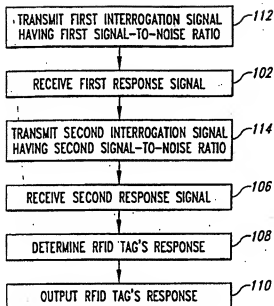 TRANSMIT FIRST INTERROGATION SIGNAL
HAVING FIRST SIGNAL-TO-NOISE RATIO
112
RECEIVE FIRST RESPONSE SIGNAL
102
TRANSMIT SECOND INTERROGATION SIGNAL
HAVING SECOND SIGNAL-TO-NOISE RATIO
114
RECEIVE SECOND RESPONSE SIGNAL
106
DETERMINE RFID TAG'S RESPONSE
108
OUTPUT RFID TAG'S RESPONSE
110